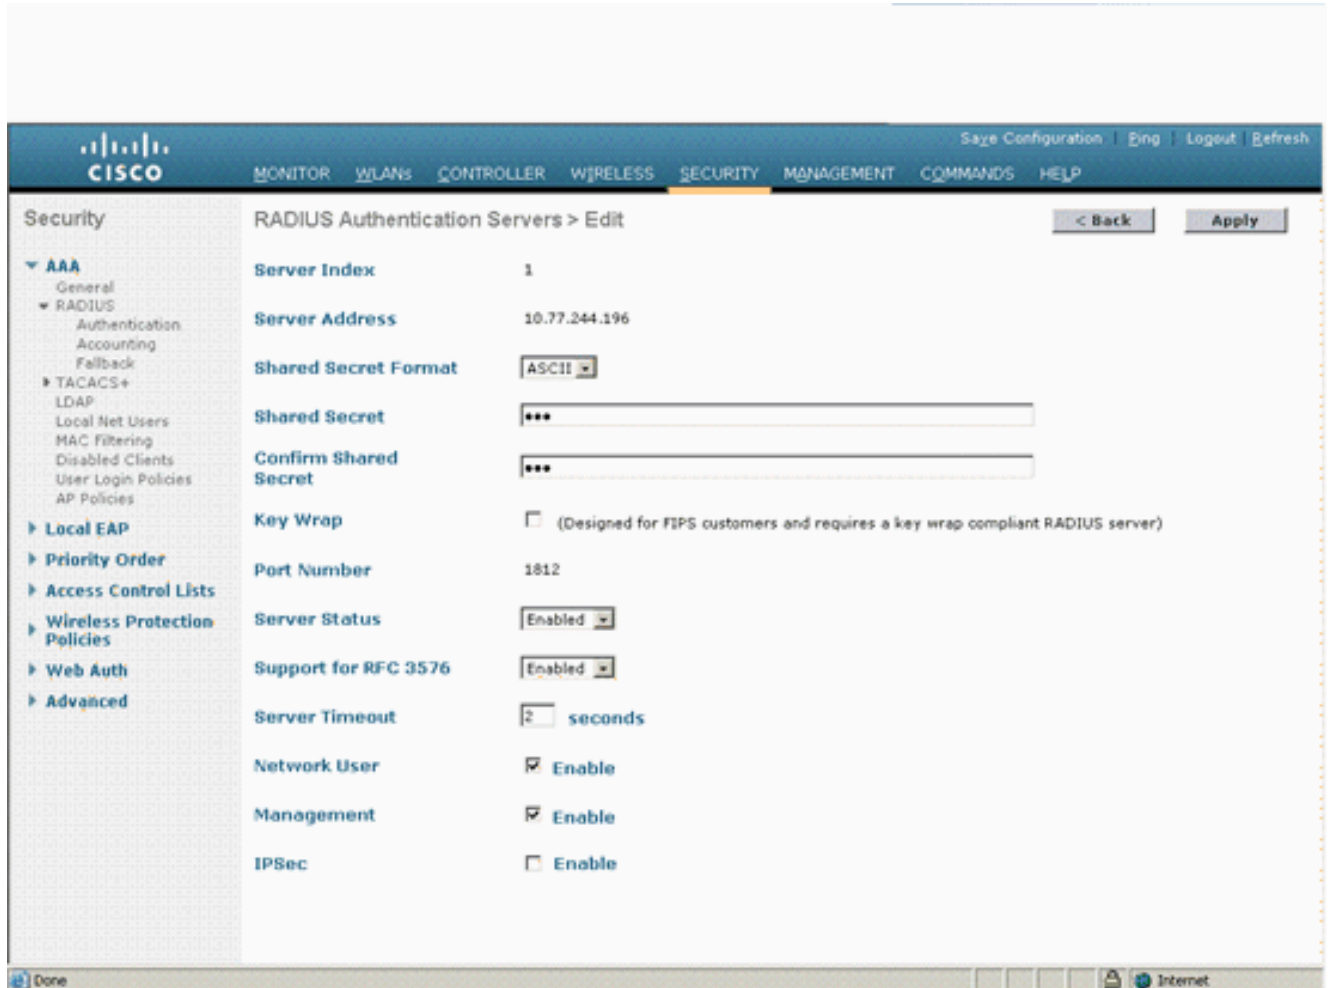 Save Configuration | Ping | Logout | Refresh
CISCO
MONITOR WLANs CONTROLLER WIRELESS SECURITY MANAGEMENT COMMANDS HELP
Security
AAA
General
RADIUS
Authentication
Accounting
Fallback
TACACS+
LDAP
Local Net Users
MAC Filtering
Disabled Clients
User Login Policies
AP Policies
Local EAP
Priority Order
Access Control Lists
Wireless Protection
Policies
Web Auth
Advanced
RADIUS Authentication Servers > Edit
< Back
Apply
Server Index 1
Server Address 10.77.244.196
Shared Secret Format ASCII
Shared Secret •••
Confirm Shared
Secret •••
Key Wrap (Designed for FIPS customers and requires a key wrap compliant RADIUS server)
Port Number 1812
Server Status Enabled
Support for RFC 3576 Enabled
Server Timeout 2 seconds
Network User Enable
Management Enable
IPSec Enable
Done Internet